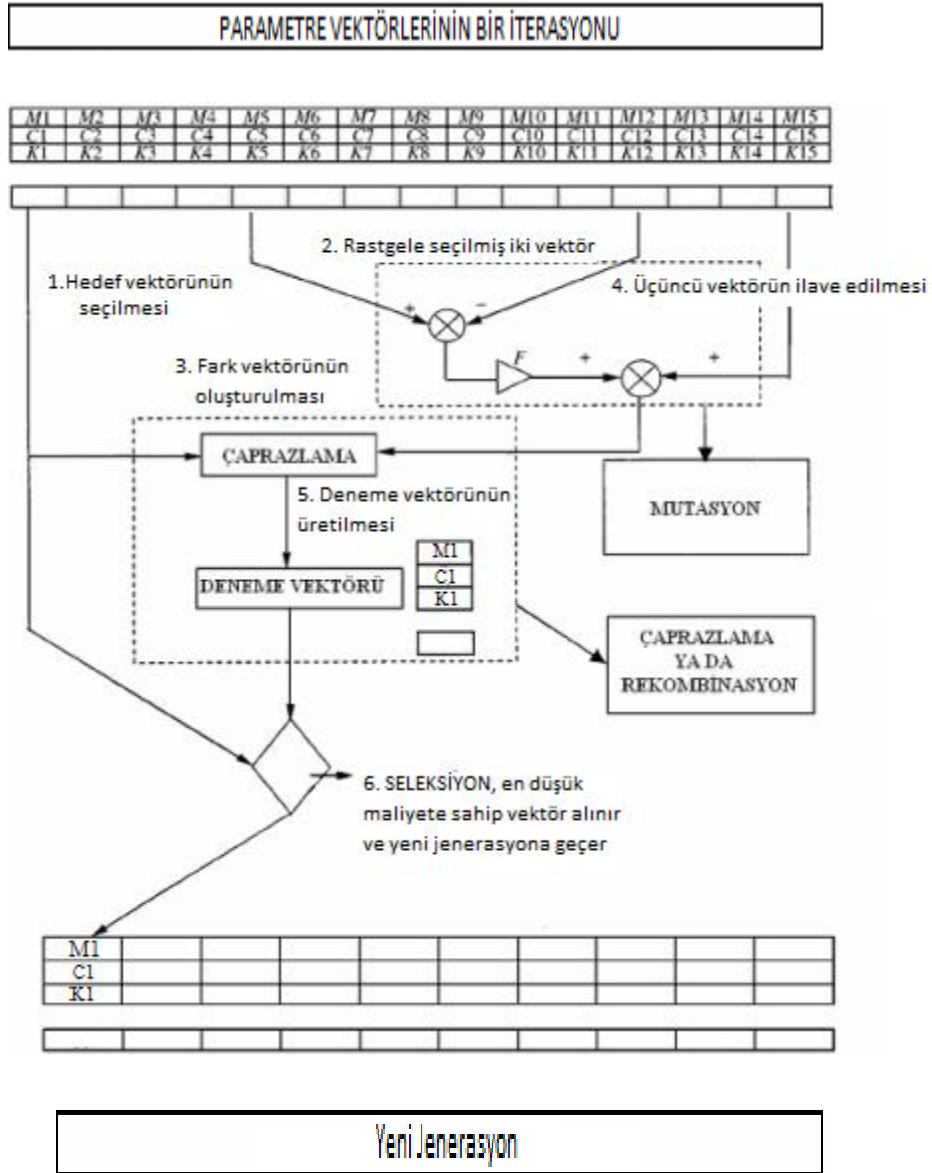 PARAMETRE VEKTÖRLERİNİN BİR İTERASYONU
M1 M2 M3 M4 M5 M6 M7 M8 M9 M10 M11 M12 M13 M14 M15
C1 C2 C3 C4 C5 C6 C7 C8 C9 C10 C11 C12 C13 C14 C15
K1 K2 K3 K4 K5 K6 K7 K8 K9 K10 K11 K12 K13 K14 K15
2. Rastgele seçilmiş iki vektör
1.Hedef vektörünün
seçilmesi
4. Üçüncü vektörün ilave edilmesi
+ −
3. Fark vektörünün
oluşturulması
F + +
ÇAPRAZLAMA
5. Deneme vektörünün
üretilmesi
MUTASYON
DENEME VEKTÖRÜ
M1
C1
K1
ÇAPRAZLAMA
YA DA
REKOMBİNASYON
6. SELEKSİYON, en düşük
maliyete sahip vektör alınır
ve yeni jenerasyona geçer
M1
C1
K1
Yeni Jenerasyon